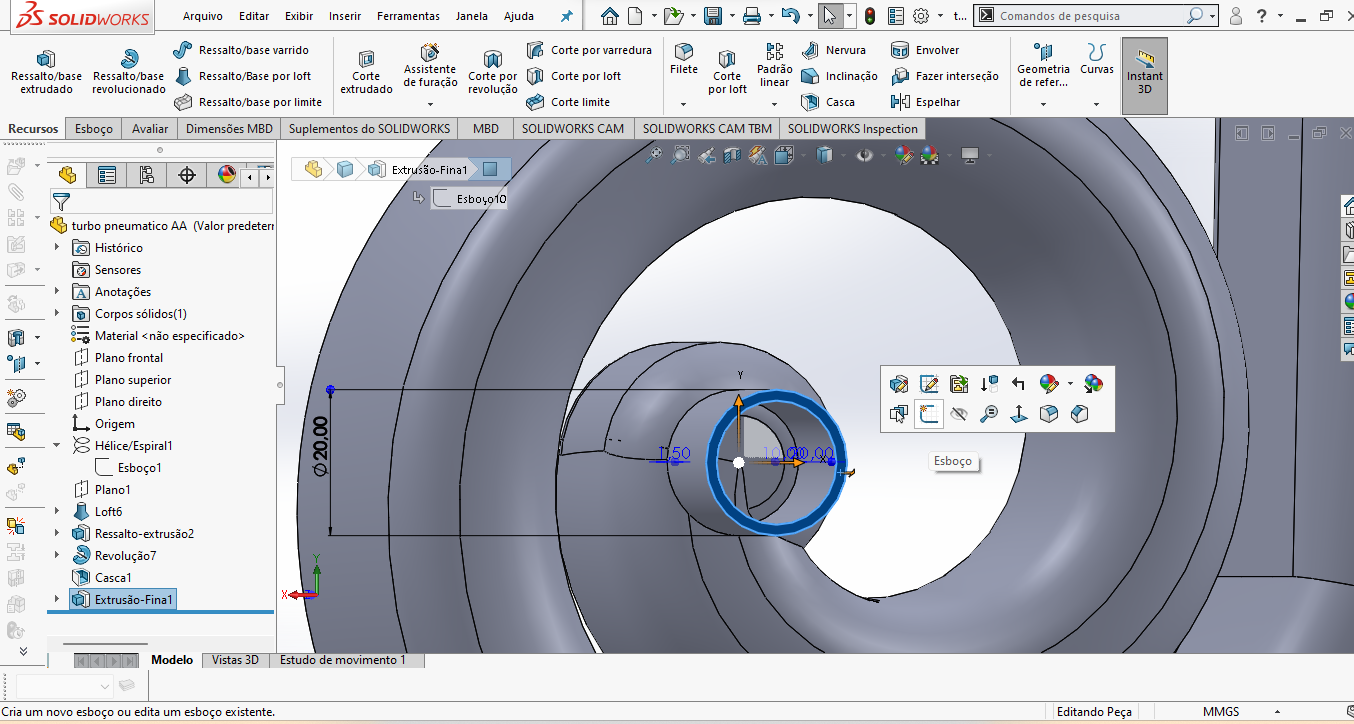 SOLIDWORKS
Arquivo Editar Exibir Inserir Ferramentas Janela Ajuda t... Comandos de pesquisa ?
Ressalto/base extrudado
Ressalto/base revolucionado
Ressalto/base varrido
Ressalto/Base por loft
Ressalto/base por limite
Corte extrudado
Assistente de furação
Corte por revolução
Corte por varredura
Corte por loft
Corte limite
Filete
Corte por loft
Padrão linear
Nervura
Inclinação
Casca
Envolver
Fazer interseção
Espelhar
Geometria de refer...
Curvas
Instant 3D
Recursos Esboço Avaliar Dimensões MBD Suplementos do SOLIDWORKS MBD SOLIDWORKS CAM SOLIDWORKS CAM TBM SOLIDWORKS Inspection
Extrusão-Fina1
Esboço10
turbo pneumatico AA (Valor predeterr
Histórico
Sensores
Anotações
Corpos sólidos(1)
Material <não especificado>
Plano frontal
Plano superior
Plano direito
Origem
Hélice/Espiral1
Esboço1
Plano1
Loft6
Ressalto-extrusão2
Revolução7
Casca1
Extrusão-Fina1
Ø20,00
Y
Y
X
Esboço
Modelo Vistas 3D Estudo de movimento 1
Cria um novo esboço ou edita um esboço existente. Editando Peça MMGS